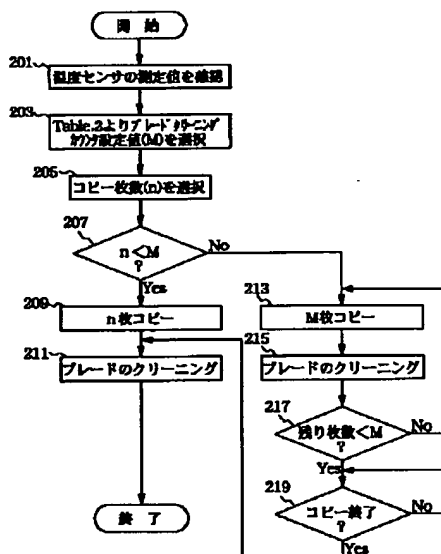 開 始
201
温度センサの測定値を確認
203
Table.2よりブレードクリーニング
カウンタ設定値(M)を選択
205
コピー枚数(n)を選択
207
n<M
?
No
Yes
209
n枚コピー
211
ブレードのクリーニング
終 了
213
M枚コピー
215
ブレードのクリーニング
217
残り枚数<M
?
No
Yes
219
コピー終了
?
No
Yes